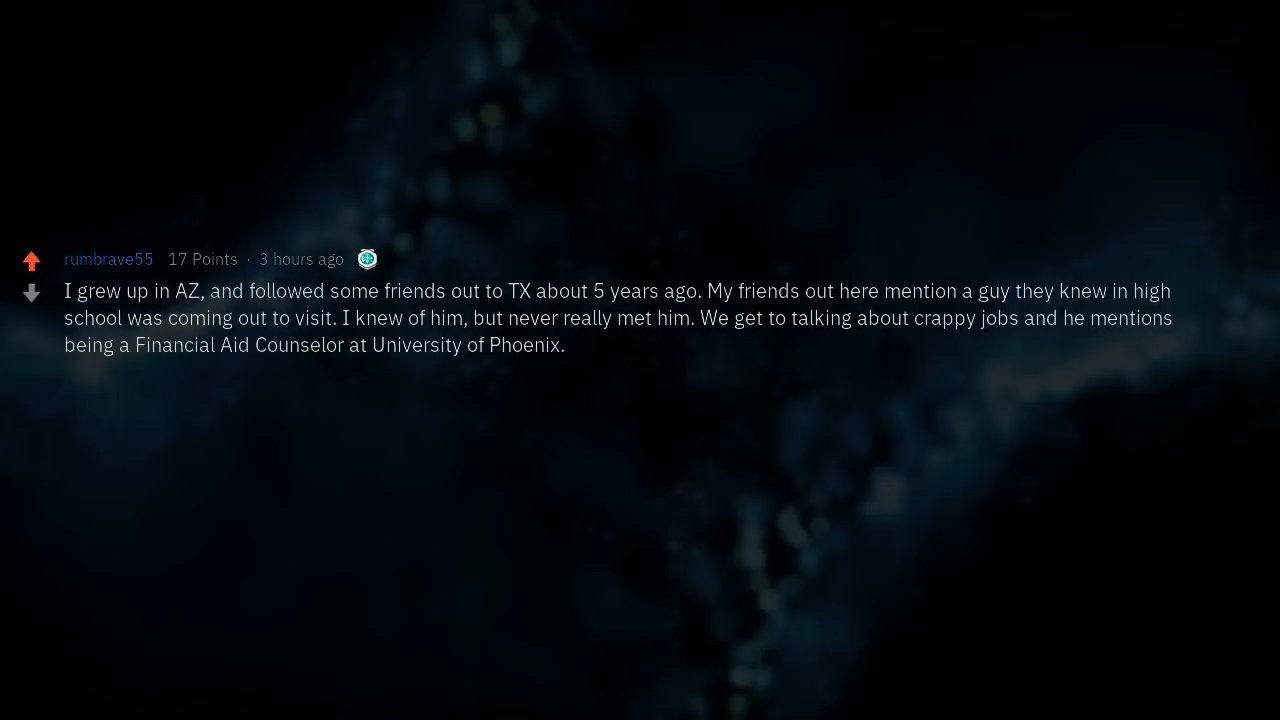 rumbrave55 17 Points · 3 hours ago
I grew up in AZ, and followed some friends out to TX about 5 years ago. My friends out here mention a guy they knew in high
school was coming out to visit. I knew of him, but never really met him. We get to talking about crappy jobs and he mentions
being a Financial Aid Counselor at University of Phoenix.